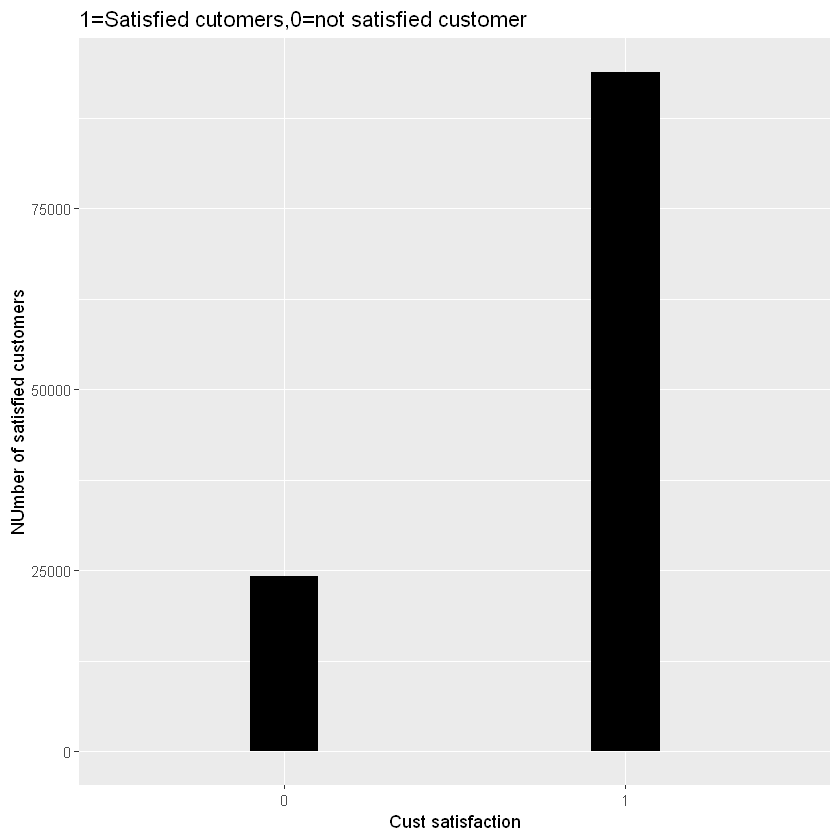 1=Satisfied cutomers,0=not satisfied customer
NUmber of satisfied customers
75000
50000
25000
0
0
1
Cust satisfaction